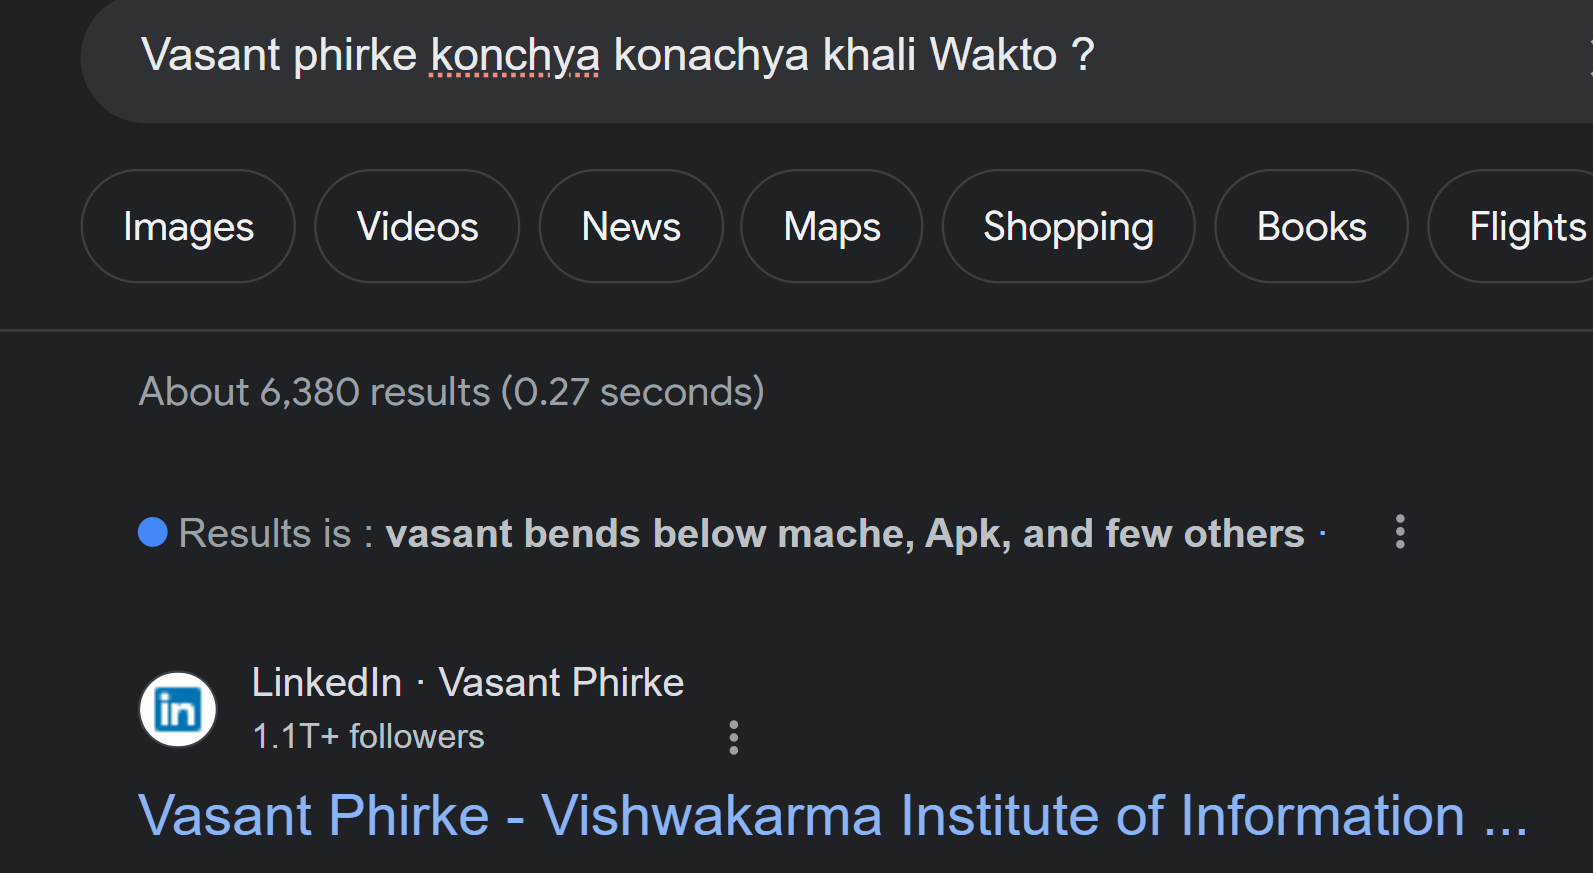 Vasant phirke konchya konachya khali Wakto ?
Images Videos News Maps Shopping Books Flights
About 6,380 results (0.27 seconds)
Results is : vasant bends below mache, Apk, and few others ·
LinkedIn · Vasant Phirke
1.1T+ followers
Vasant Phirke - Vishwakarma Institute of Information ...